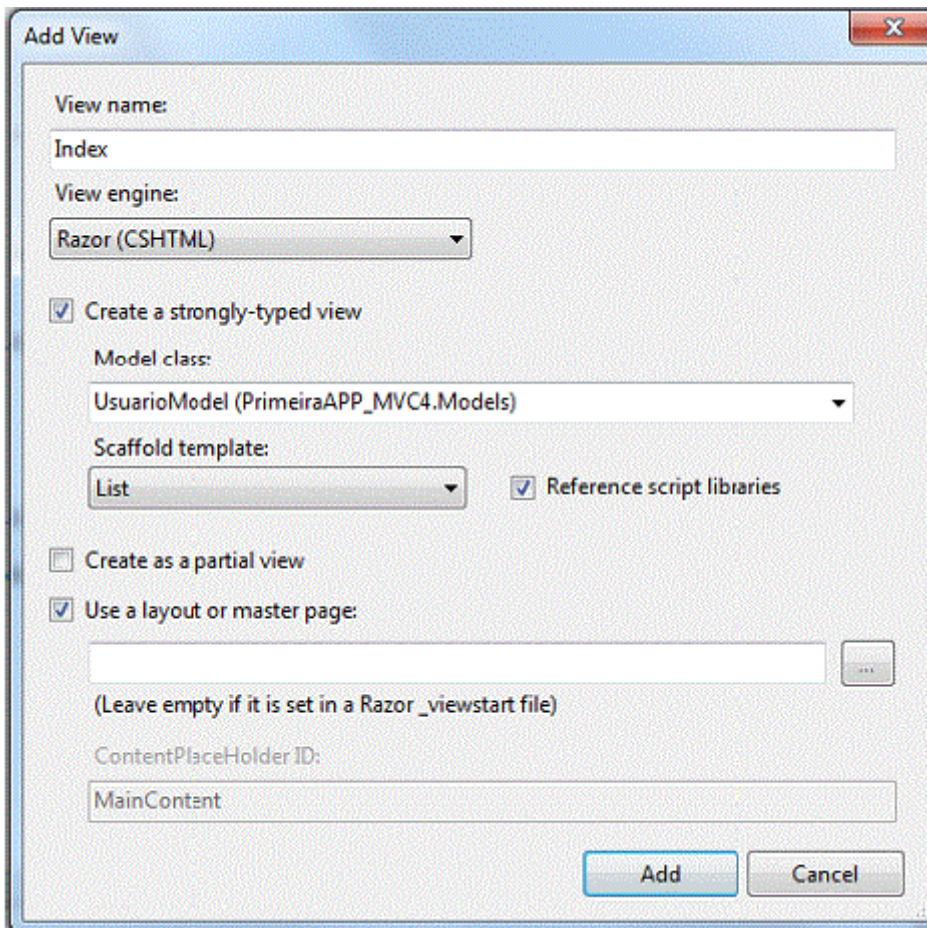 Add View
View name:
Index
View engine:
Razor (CSHTML)
Create a strongly-typed view
Model class:
UsuarioModel (PrimeiraAPP_MVC4.Models)
Scaffold template:
List
Reference script libraries
Create as a partial view
Use a layout or master page:
...
(Leave empty if it is set in a Razor _viewstart file)
ContentPlaceHolder ID:
MainContent
Add Cancel